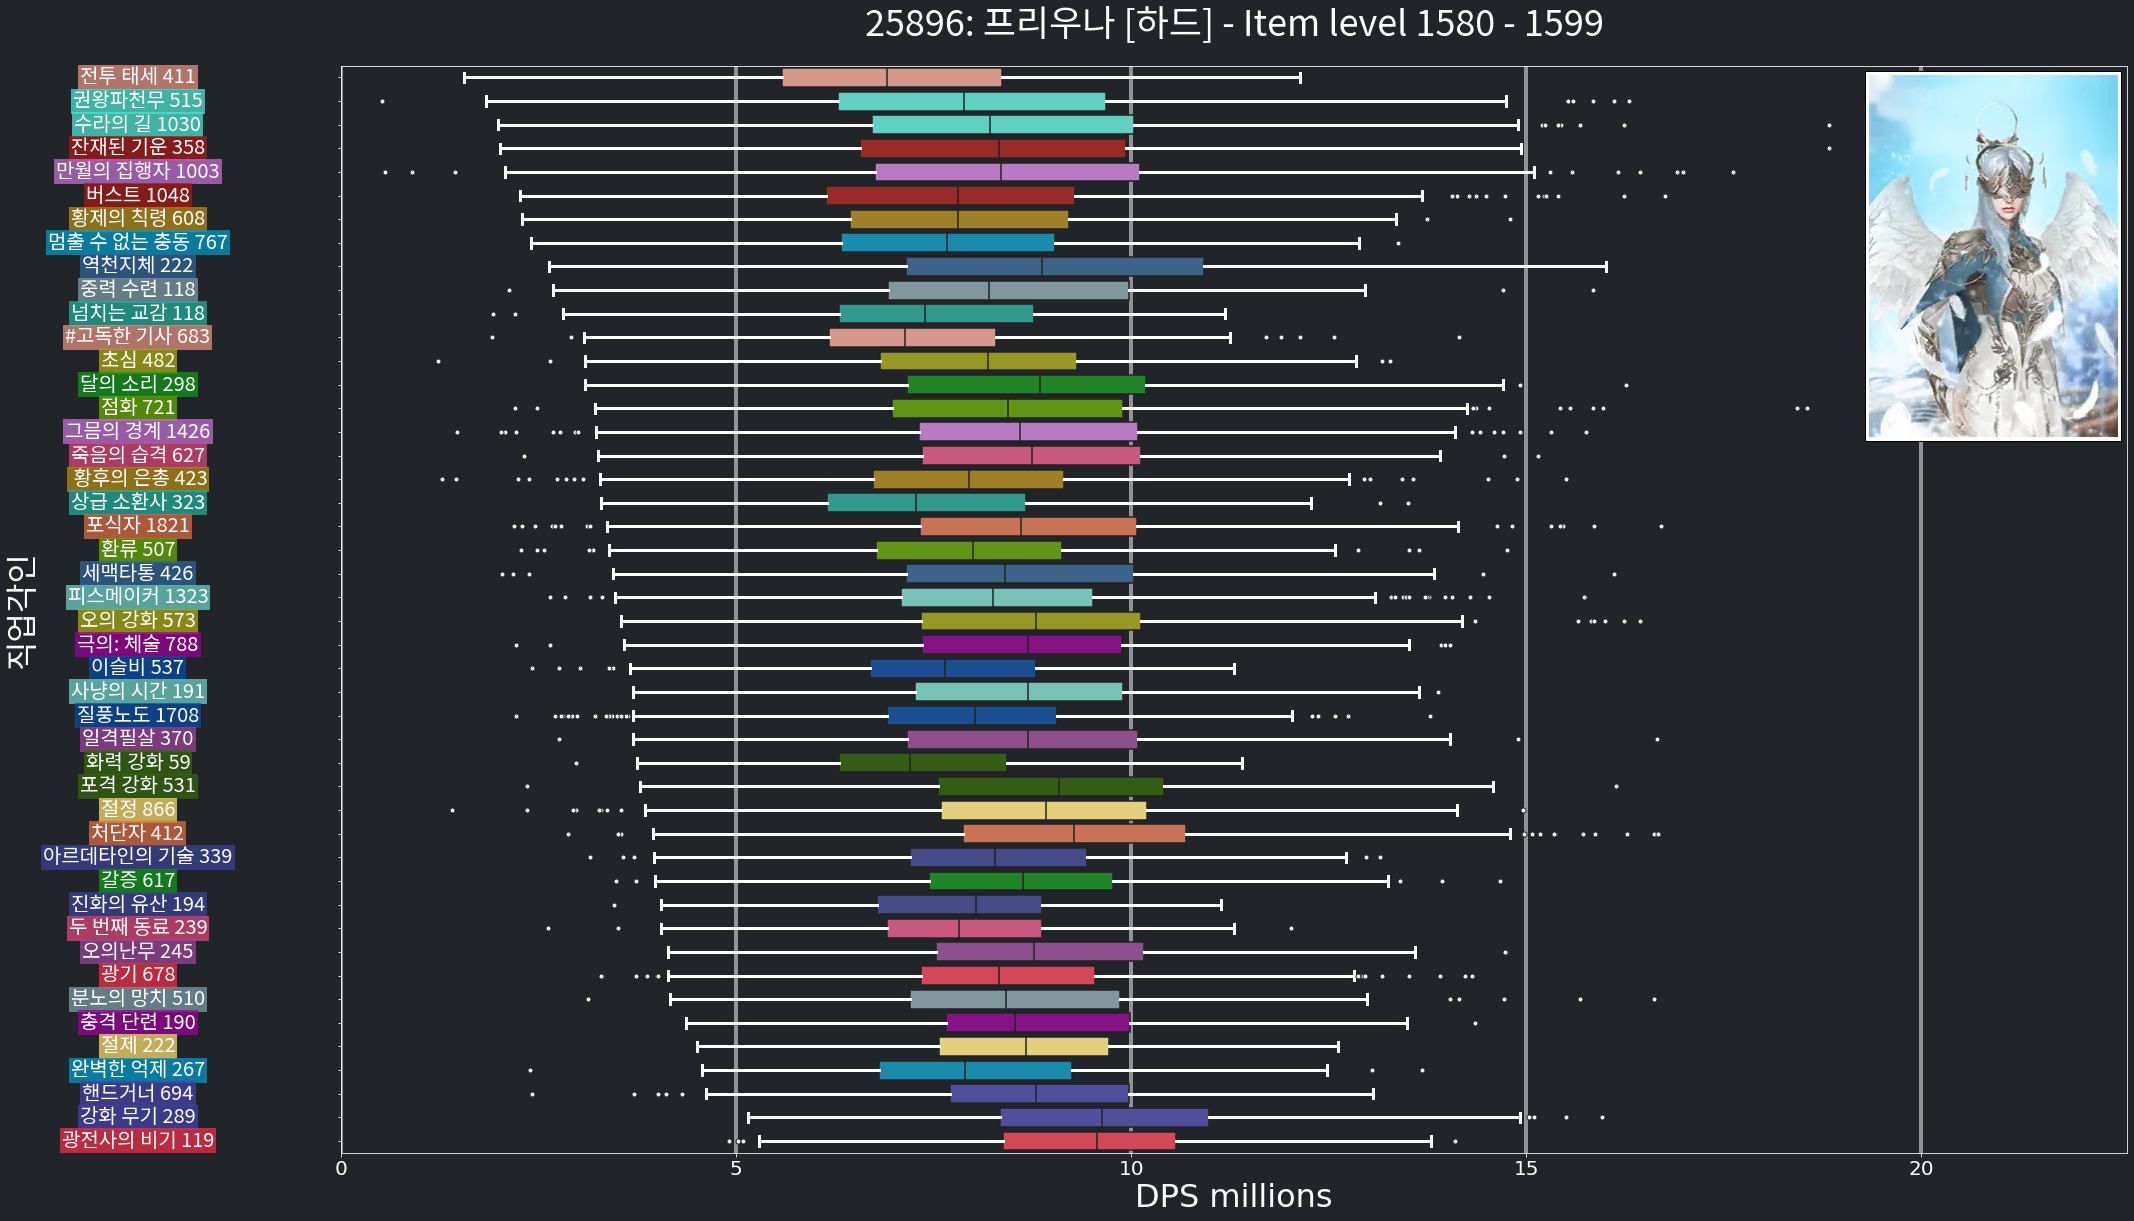 25896: 프리우나 [하드] - Item level 1580 - 1599
전투 태세 411
권왕파천무 515
수라의 길 1030
잔재된 기운 358
만월의 집행자 1003
버스트 1048
황제의 칙령 608
멈출 수 없는 충동 767
역천지체 222
중력 수련 118
넘치는 교감 118
#고독한 기사 683
초심 482
달의 소리 298
점화 721
그믐의 경계 1426
죽음의 습격 627
황후의 은총 423
상급 소환사 323
포식자 1821
환류 507
세맥타통 426
피스메이커 1323
오의 강화 573
극의: 체술 788
이슬비 537
사냥의 시간 191
질풍노도 1708
일격필살 370
화력 강화 59
포격 강화 531
절정 866
처단자 412
아르데타인의 기술 339
갈증 617
진화의 유산 194
두 번째 동료 239
오의난무 245
광기 678
분노의 망치 510
충격 단련 190
절제 222
완벽한 억제 267
핸드거너 694
강화 무기 289
광전사의 비기 119
직업각인
0 5 10 15 20
DPS millions